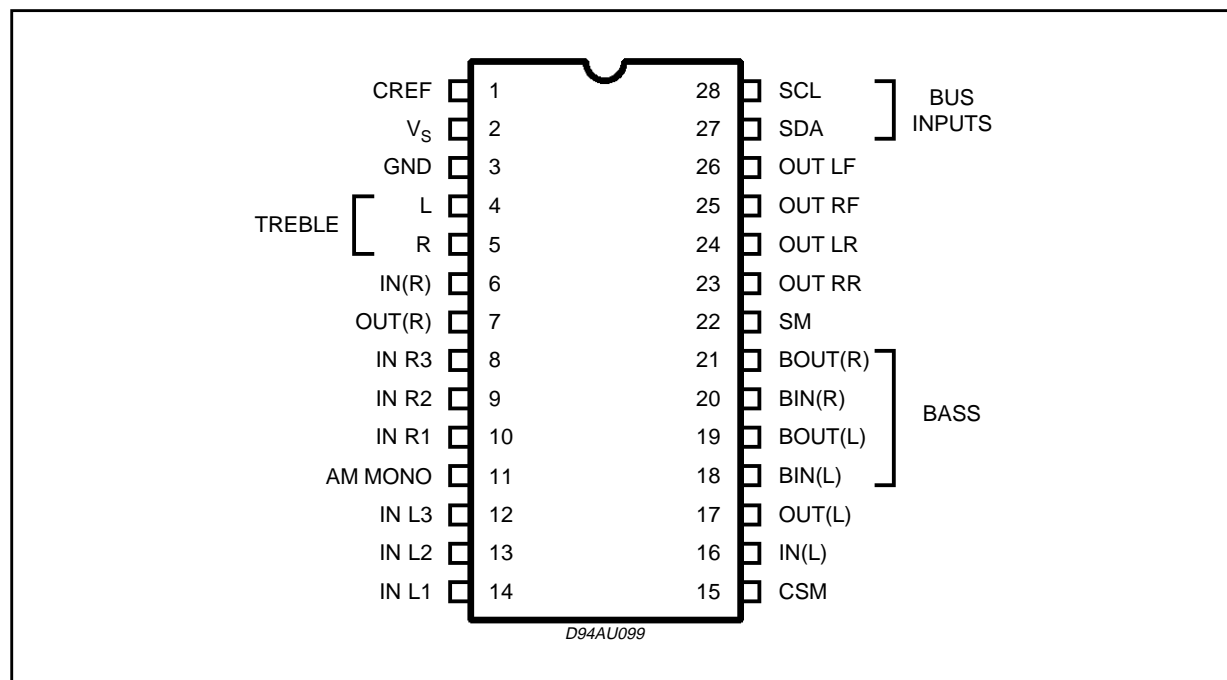 CREF 1 28 SCL
V_S 2 27 SDA
BUS
INPUTS
GND 3 26 OUT LF
TREBLE
L 4 25 OUT RF
R 5 24 OUT LR
IN(R) 6 23 OUT RR
OUT(R) 7 22 SM
IN R3 8 21 BOUT(R)
IN R2 9 20 BIN(R)
BASS
IN R1 10 19 BOUT(L)
AM MONO 11 18 BIN(L)
IN L3 12 17 OUT(L)
IN L2 13 16 IN(L)
IN L1 14 15 CSM
D94AU099